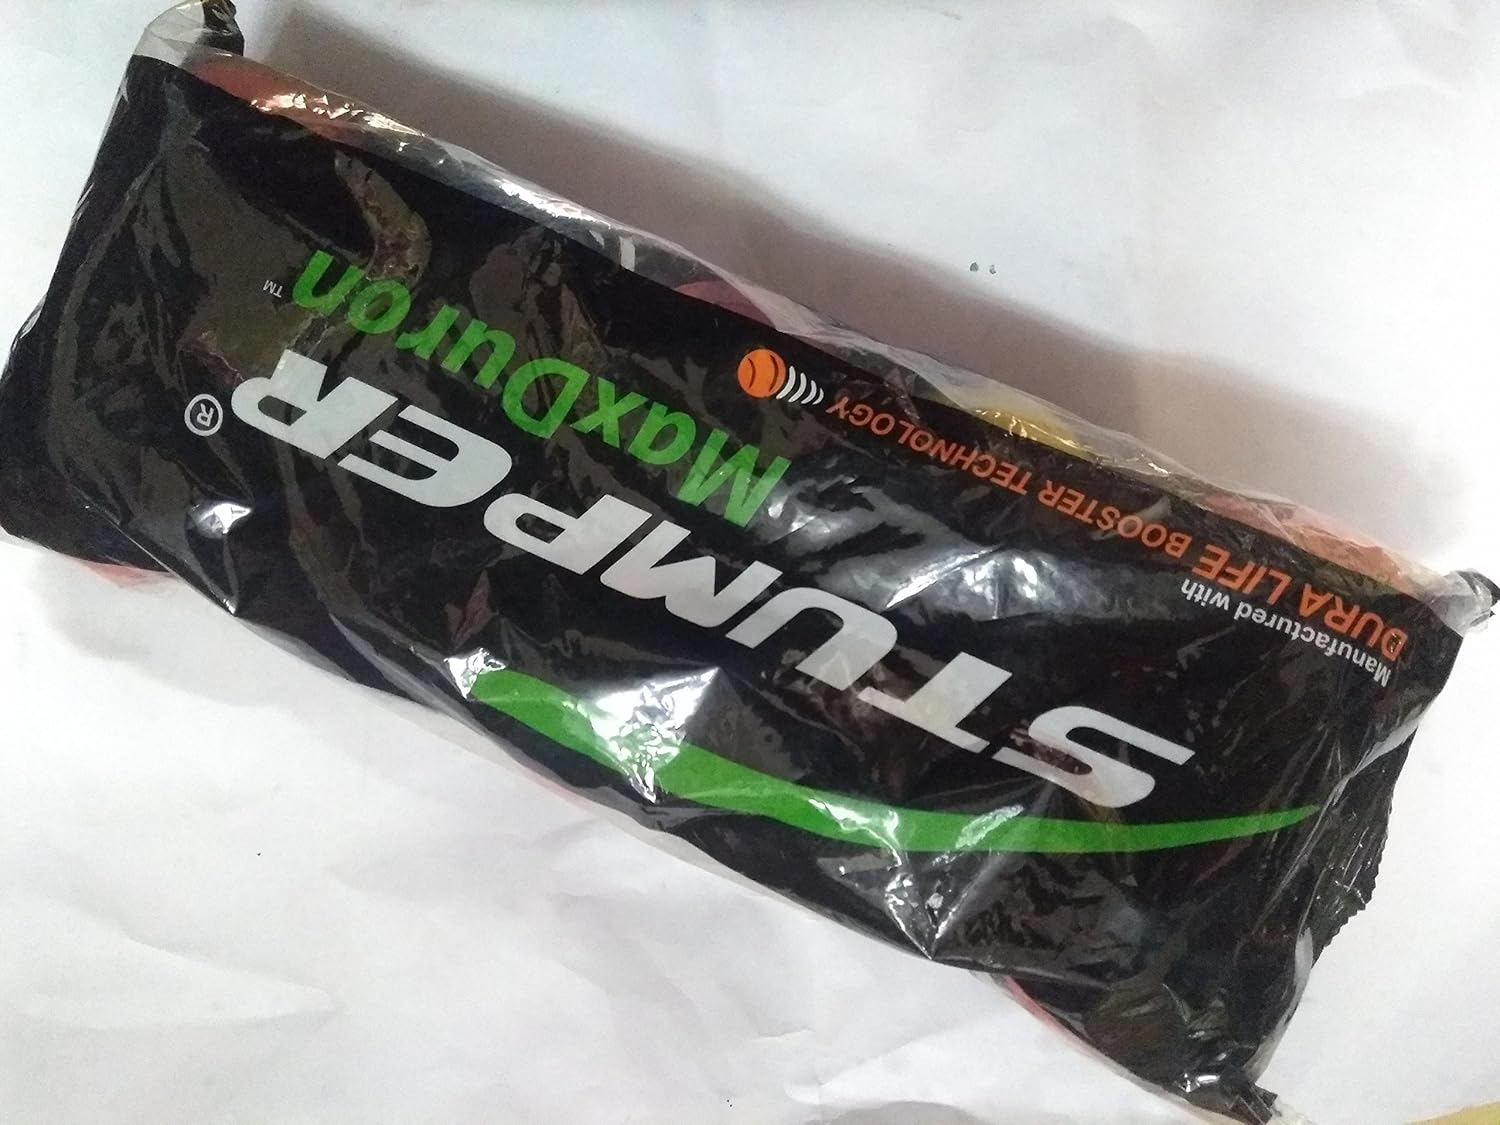 Manufactured with
DURA LIFE BOOSTER TECHNOLOGY
STUMPER®
MaxDuron™